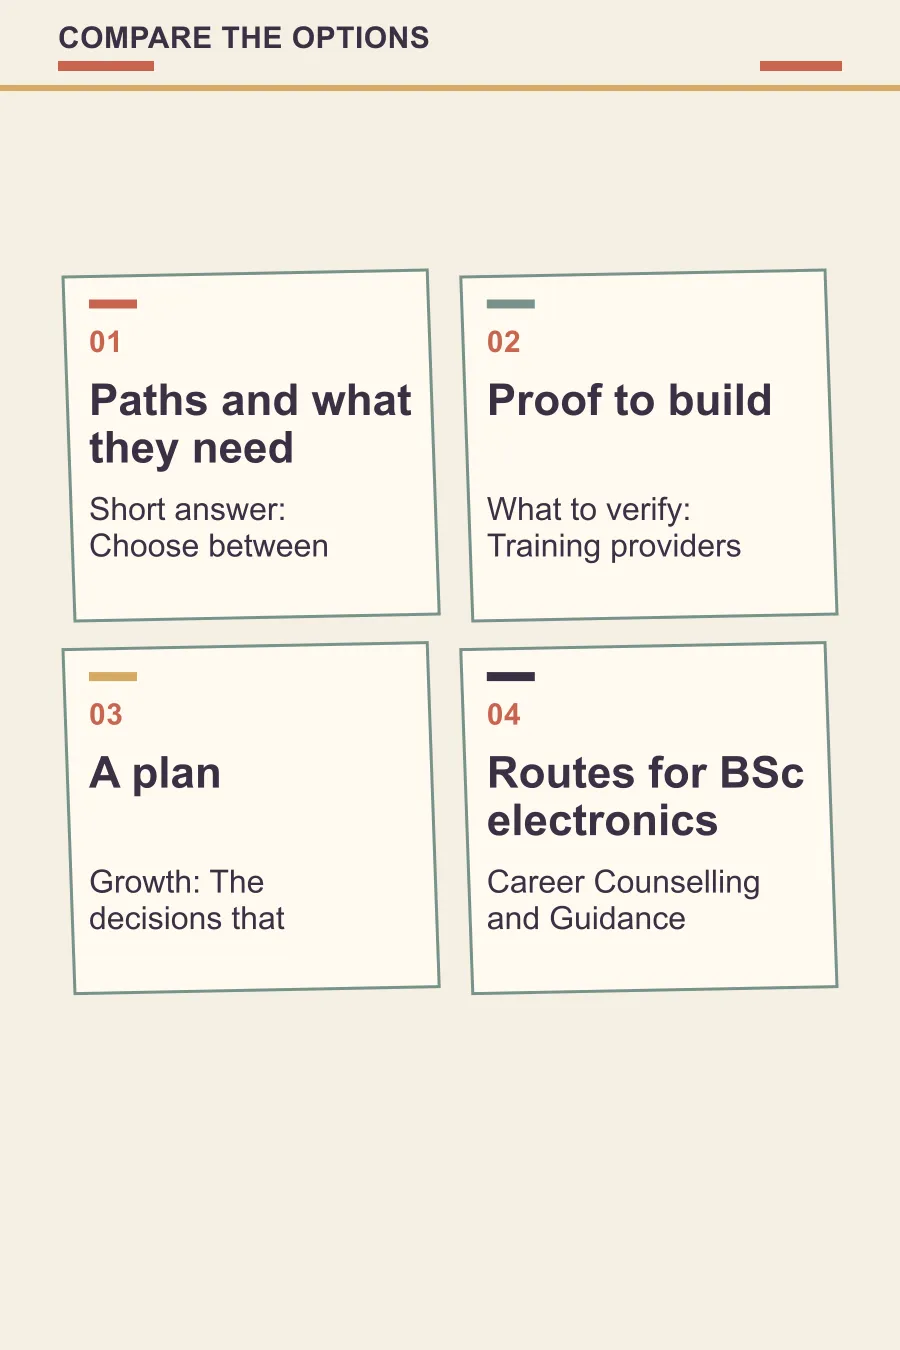 COMPARE THE OPTIONS
01
Paths and what
they need
Short answer:
Choose between
02
Proof to build
What to verify:
Training providers
03
A plan
Growth: The
decisions that
04
Routes for BSc
electronics
Career Counselling
and Guidance